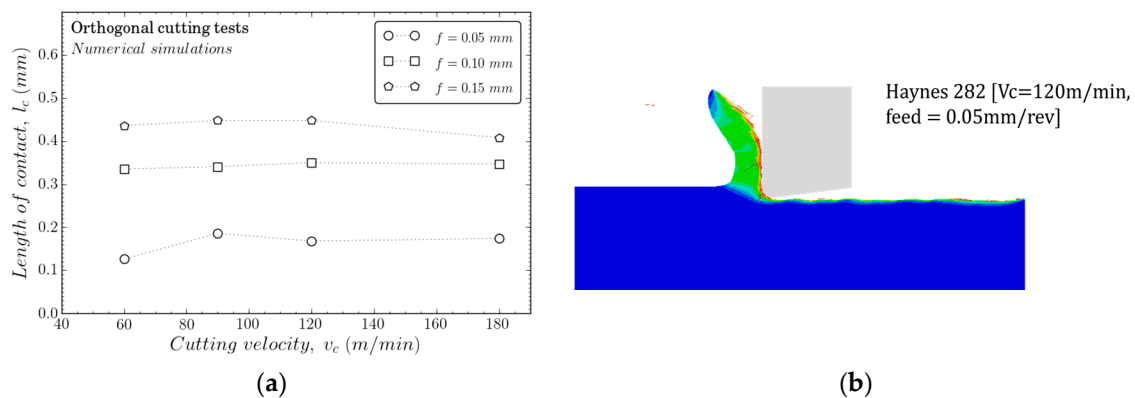 Orthogonal cutting tests
Numerical simulations
f = 0.05 mm
f = 0.10 mm
f = 0.15 mm
Length of contact, l_c (mm)
0.6
0.5
0.4
0.3
0.2
0.1
0.0
40 60 80 100 120 140 160 180
Cutting velocity, v_c (m/min)
(a)
Haynes 282 [Vc=120m/min,
feed = 0.05mm/rev]
(b)